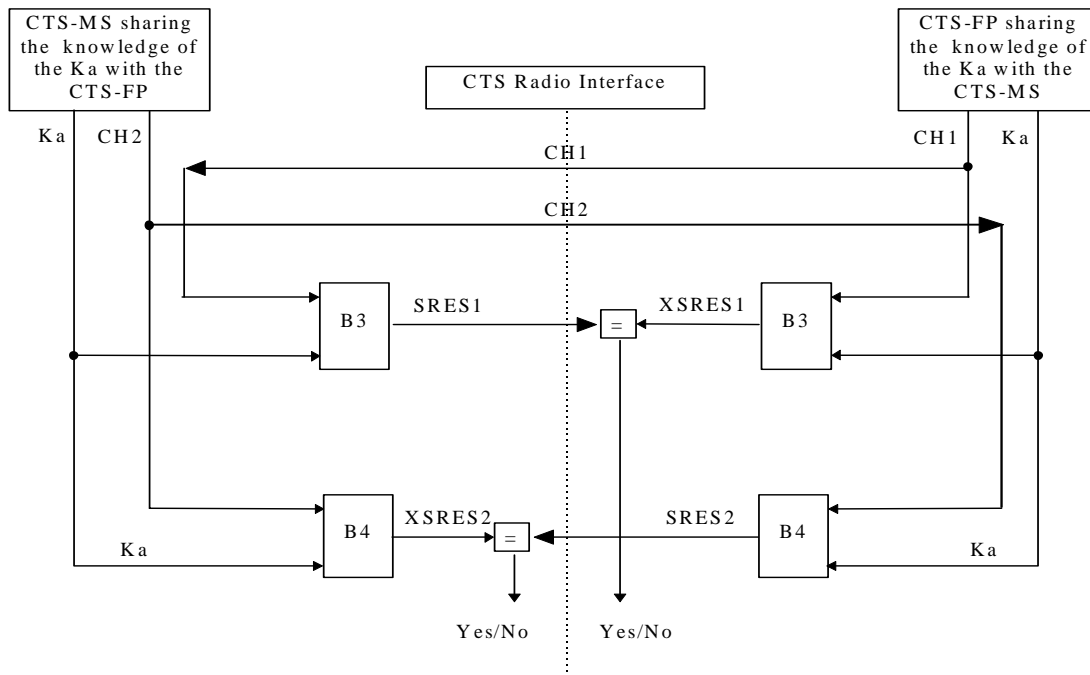 CTS-MS sharing
the knowledge of
the Ka with the
CTS-FP
CTS-FP sharing
the knowledge of
the Ka with the
CTS-MS
CTS Radio Interface
Ka
CH2
CH1
Ka
CH1
CH2
B3
SRES1
=
XSRES1
B3
B4
XSRES2
=
SRES2
B4
Ka
Ka
Yes/No
Yes/No